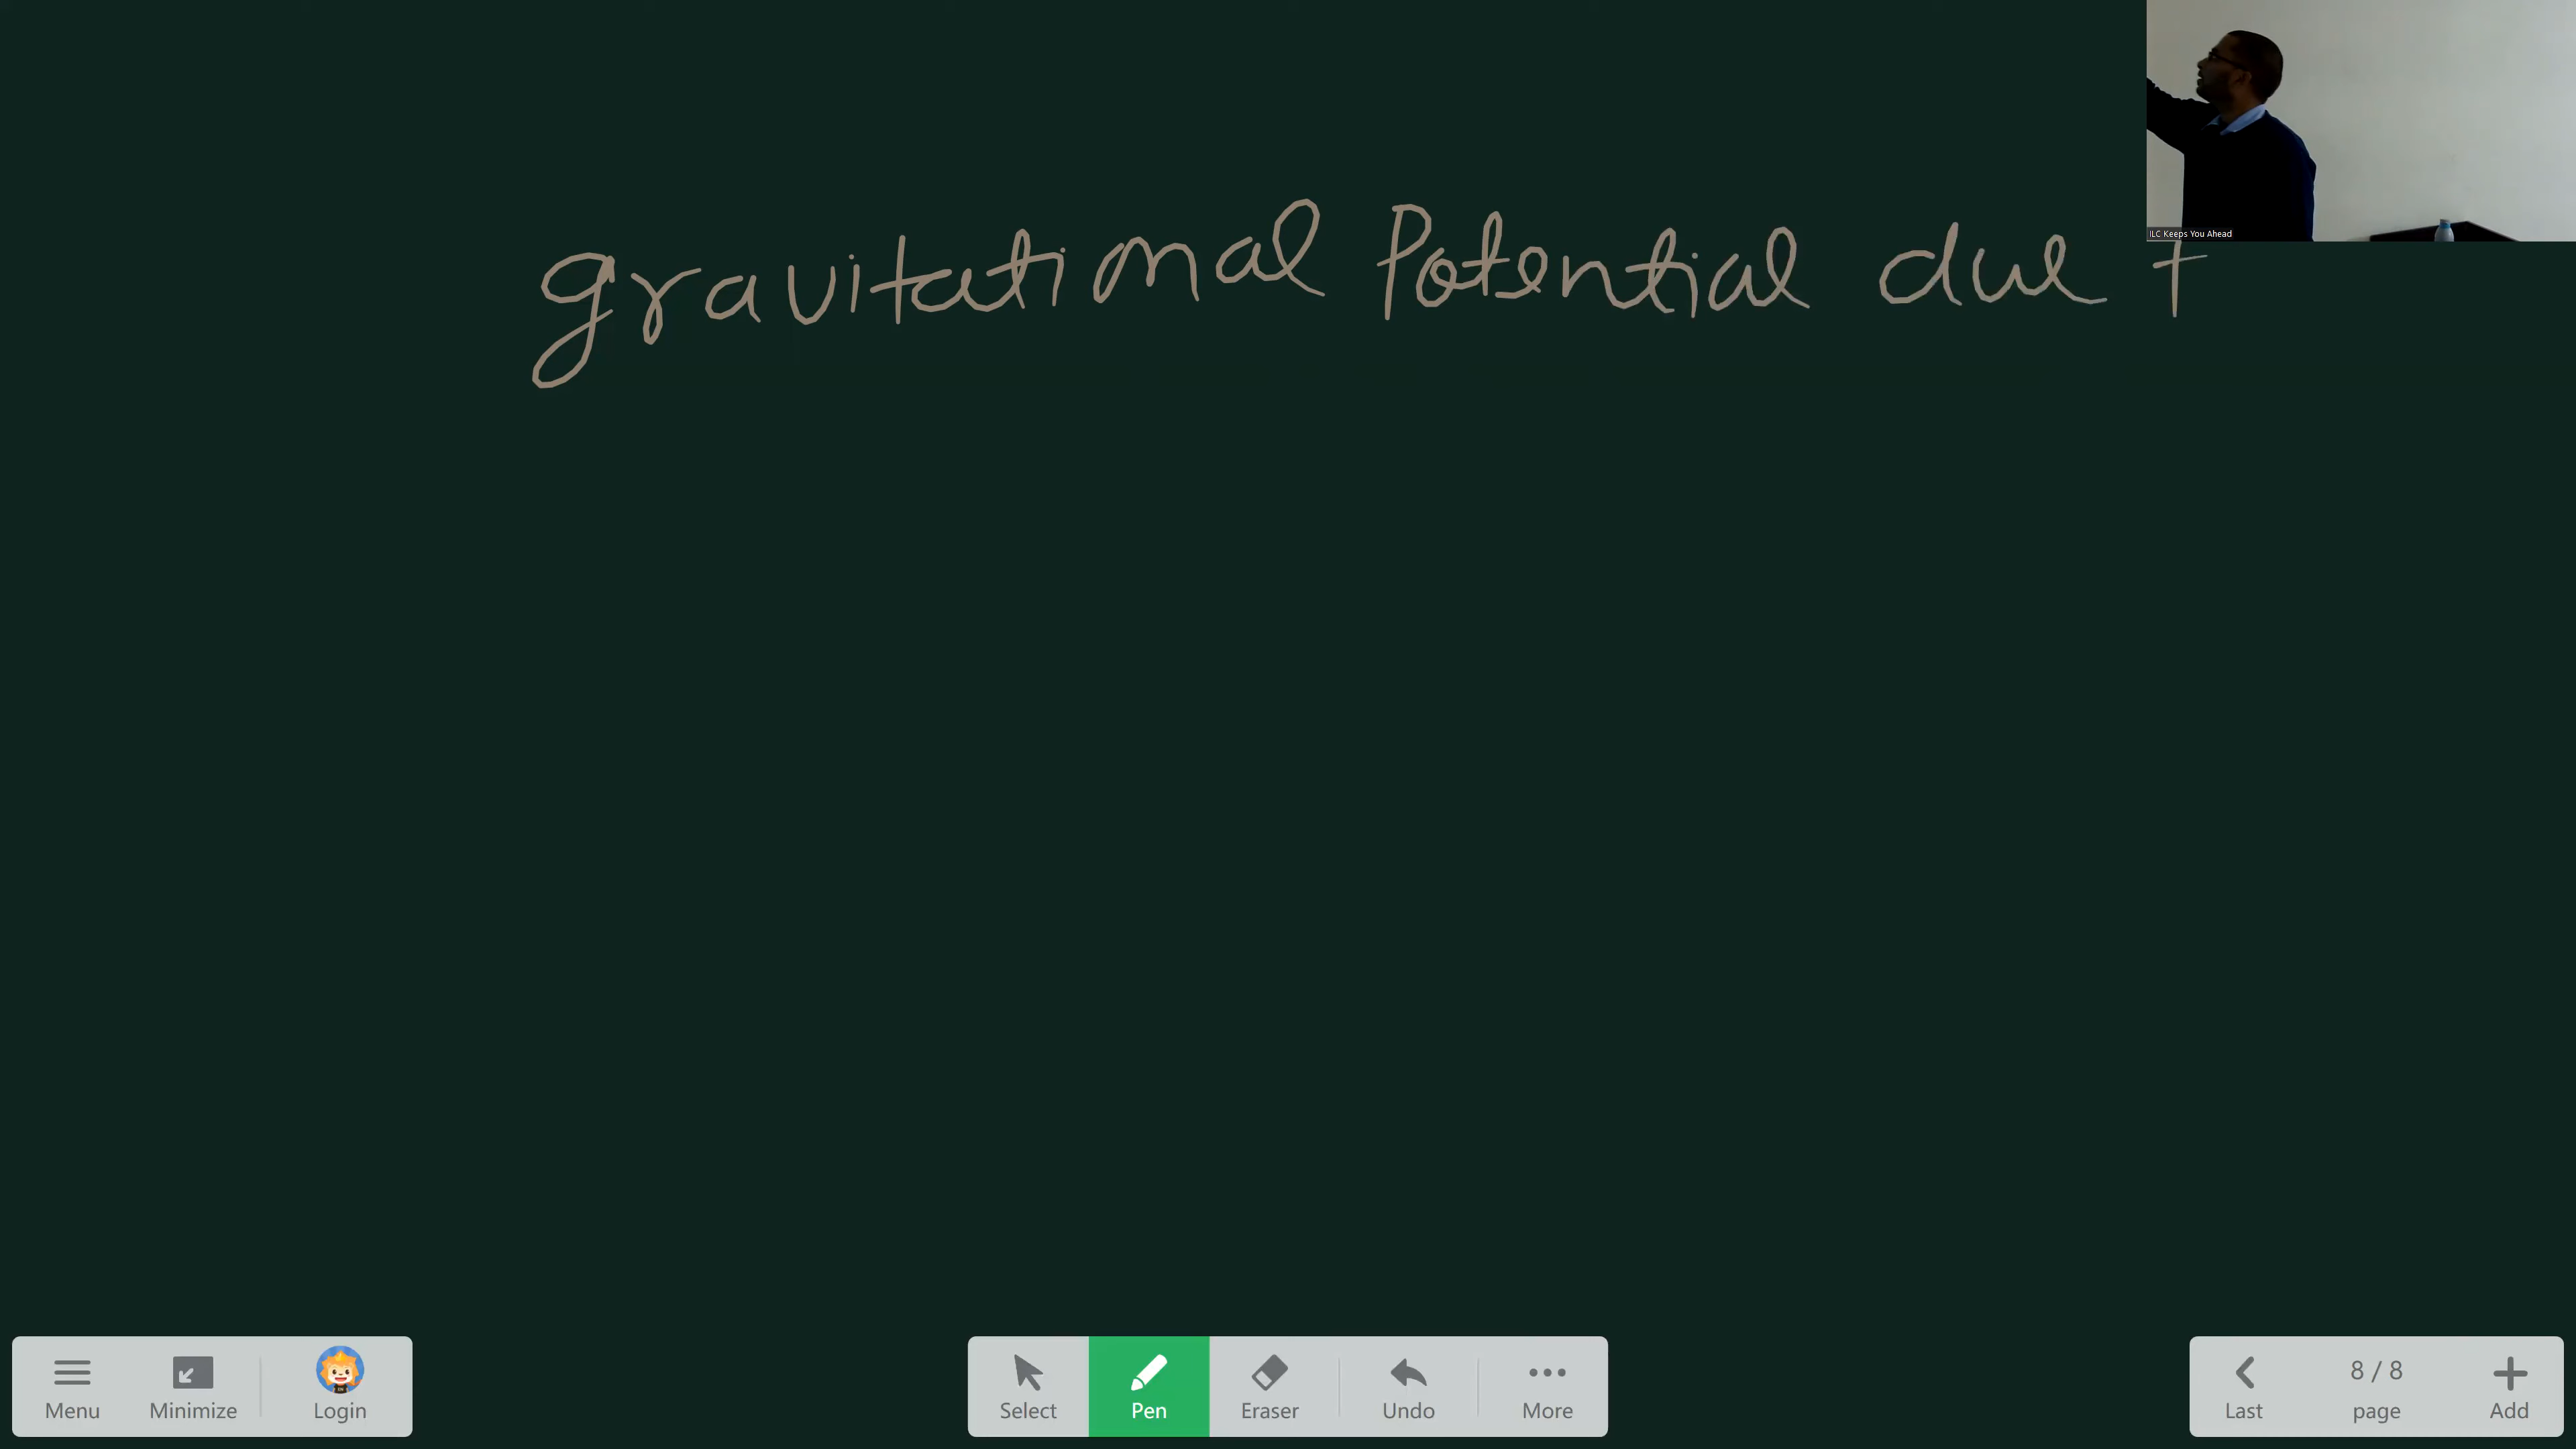 ILC Keeps You Ahead
gravitational Potential due t
Menu
Minimize
Login
Select
Pen
Eraser
Undo
More
Last
8 / 8
page
Add